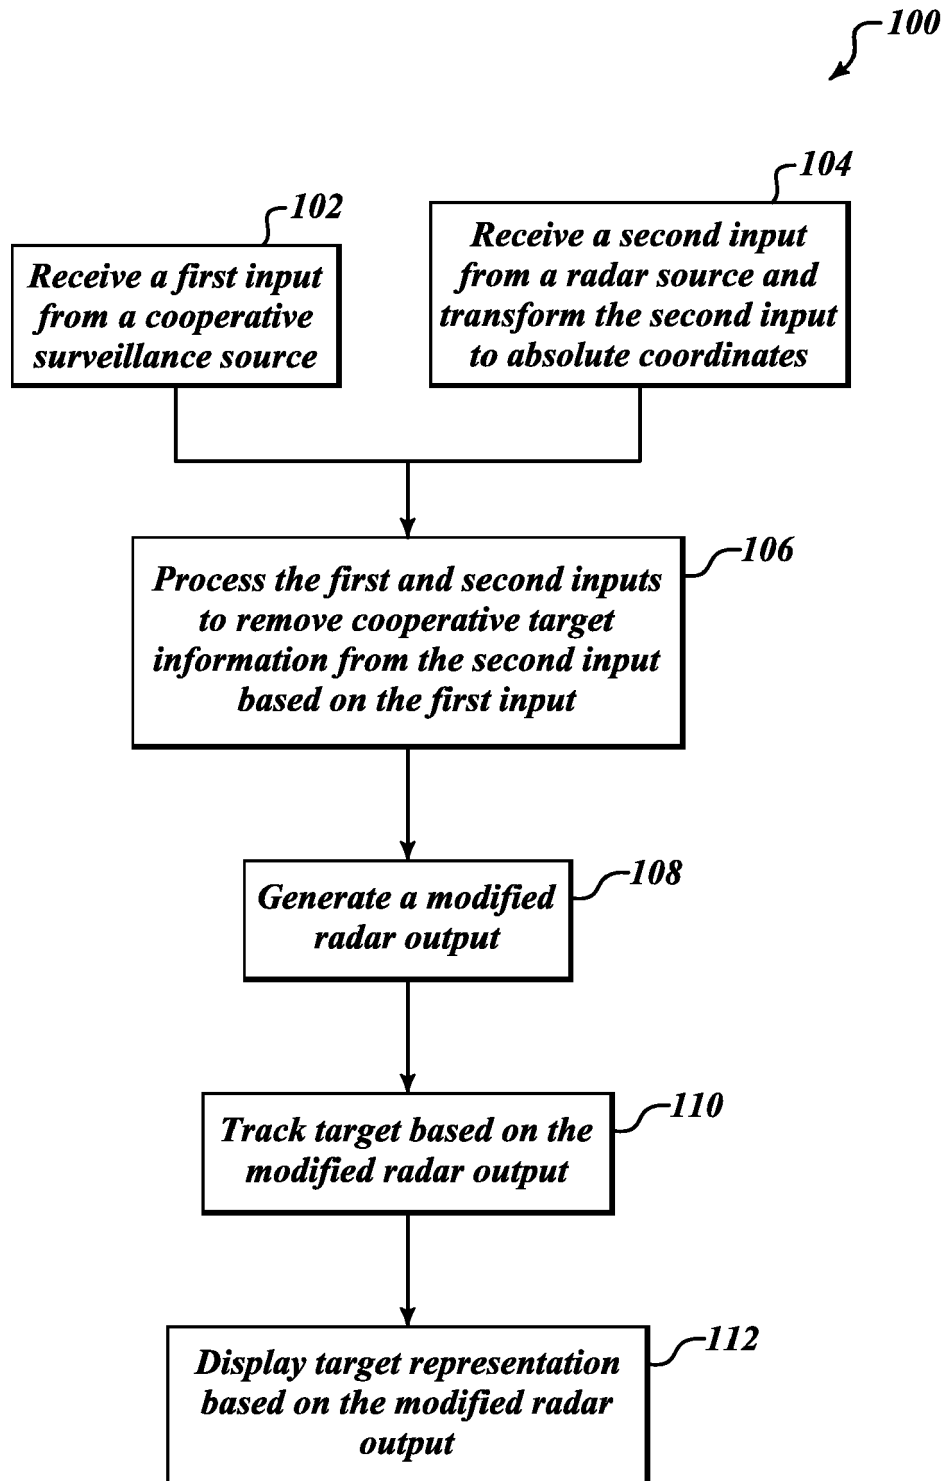 100
102
Receive a first input
from a cooperative
surveillance source
104
Receive a second input
from a radar source and
transform the second input
to absolute coordinates
106
Process the first and second inputs
to remove cooperative target
information from the second input
based on the first input
108
Generate a modified
radar output
110
Track target based on the
modified radar output
112
Display target representation
based on the modified radar
output